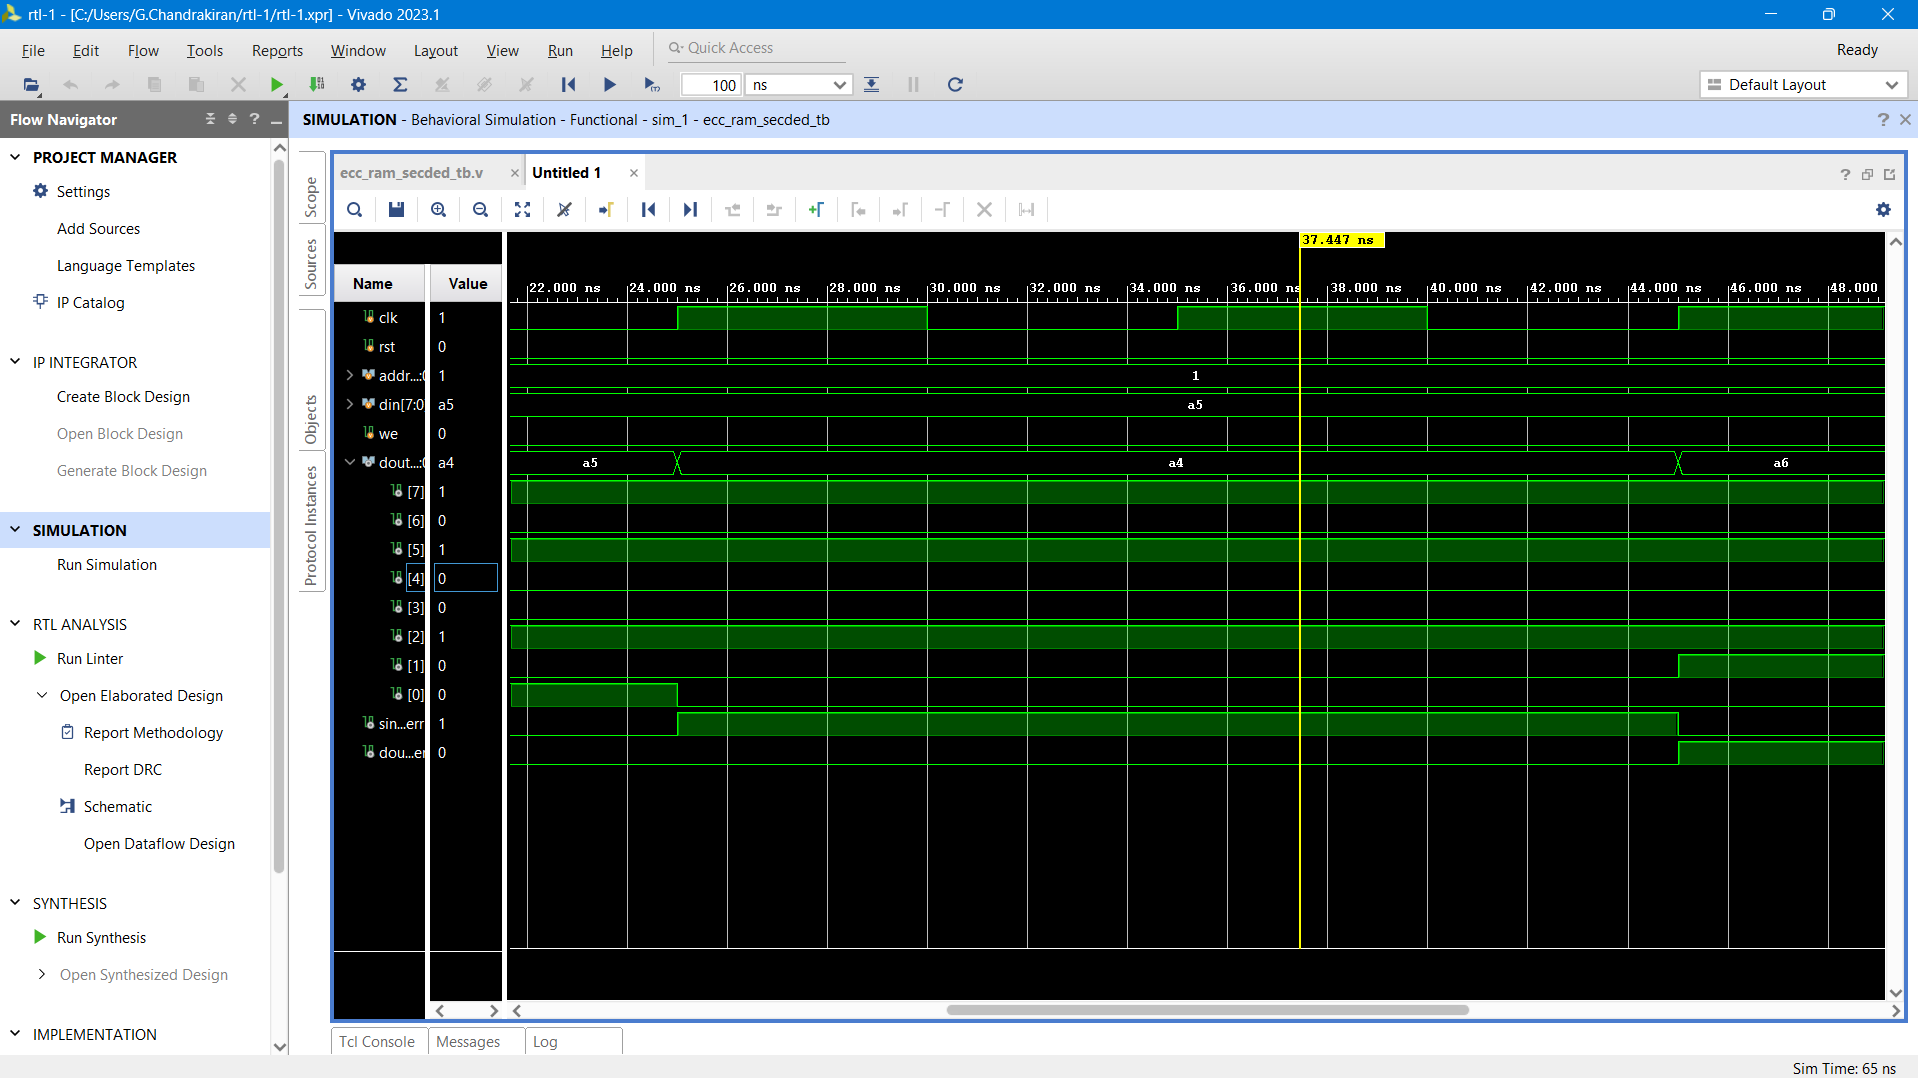 rtl-1 - [C:/Users/G.Chandrakiran/rtl-1/rtl-1.xpr] - Vivado 2023.1
File Edit Flow Tools Reports Window Layout View Run Help Quick Access Ready
100 ns Default Layout
Flow Navigator
SIMULATION - Behavioral Simulation - Functional - sim_1 - ecc_ram_secded_tb
PROJECT MANAGER
Settings
Add Sources
Language Templates
IP Catalog
IP INTEGRATOR
Create Block Design
Open Block Design
Generate Block Design
SIMULATION
Run Simulation
RTL ANALYSIS
Run Linter
Open Elaborated Design
Report Methodology
Report DRC
Schematic
Open Dataflow Design
SYNTHESIS
Run Synthesis
Open Synthesized Design
IMPLEMENTATION
Scope
Sources
Objects
Protocol Instances
ecc_ram_secded_tb.v Untitled 1
37.447 ns
Name Value
22.000 ns 24.000 ns 26.000 ns 28.000 ns 30.000 ns 32.000 ns 34.000 ns 36.000 ns 38.000 ns 40.000 ns 42.000 ns 44.000 ns 46.000 ns 48.000
clk 1
rst 0
addr...:0 1 1
din[7:0 a5 a5
we 0
dout...:0 a4 a5 a4 a6
[7] 1
[6] 0
[5] 1
[4] 0
[3] 0
[2] 1
[1] 0
[0] 0
sin...err 1
dou...er 0
Tcl Console Messages Log
Sim Time: 65 ns